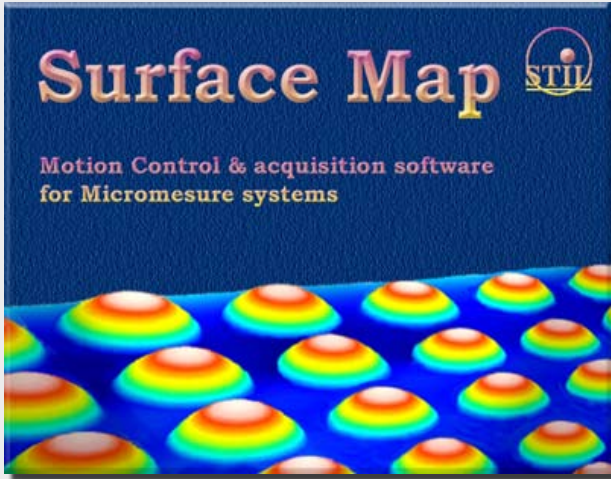 Surface Map
STIL
Motion Control & acquisition software
for Micromesure systems